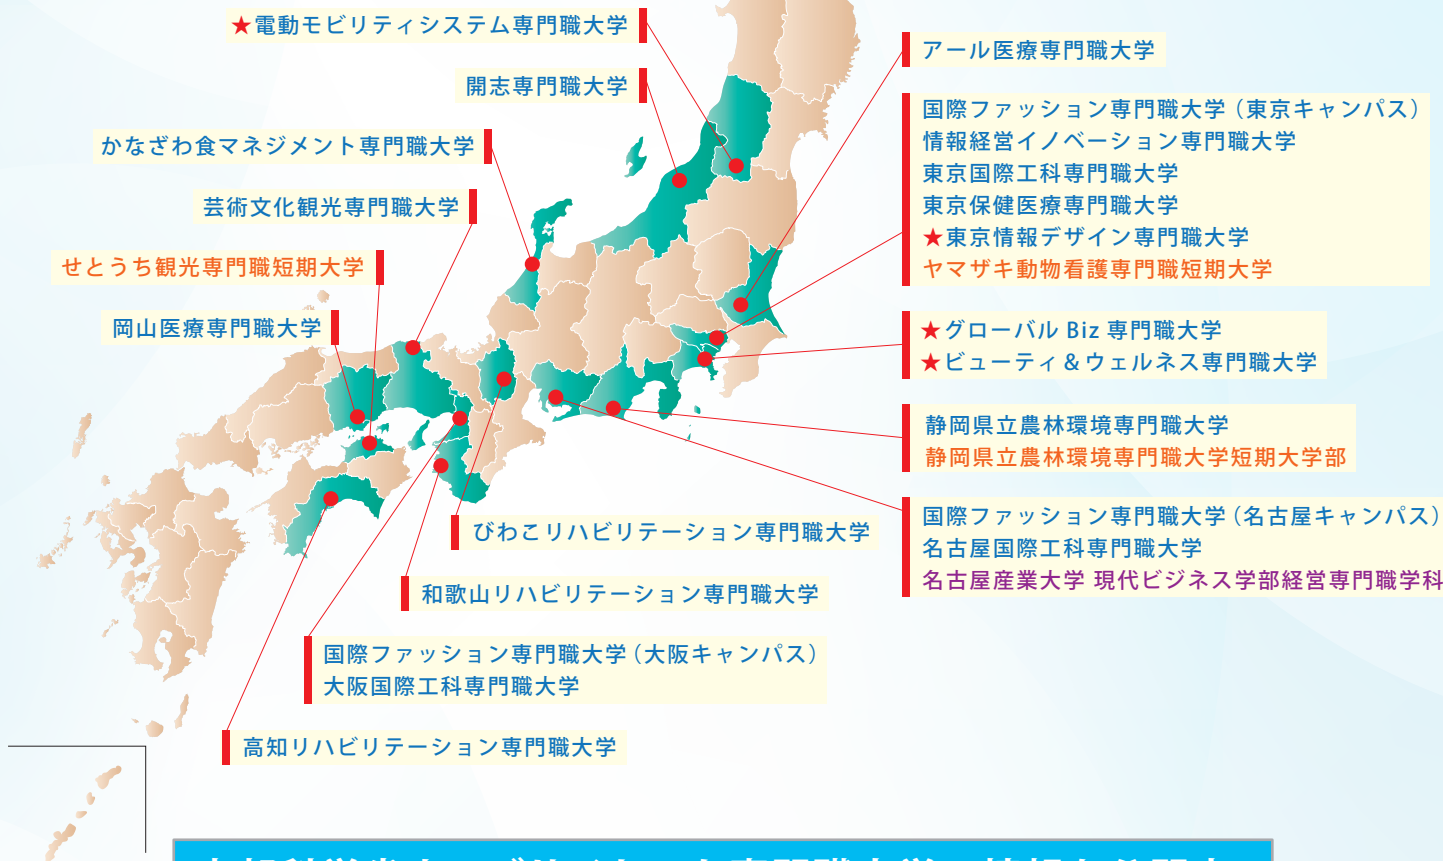 ★電動モビリティシステム専門職大学
開志専門職大学
かなざわ食マネジメント専門職大学
芸術文化観光専門職大学
せとうち観光専門職短期大学
岡山医療専門職大学
アール医療専門職大学
国際ファッション専門職大学（東京キャンパス）
情報経営イノベーション専門職大学
東京国際工科専門職大学
東京保健医療専門職大学
★東京情報デザイン専門職大学
ヤマザキ動物看護専門職短期大学
★グローバル Biz 専門職大学
★ビューティ＆ウェルネス専門職大学
静岡県立農林環境専門職大学
静岡県立農林環境専門職大学短期大学部
国際ファッション専門職大学（名古屋キャンパス）
名古屋国際工科専門職大学
名古屋産業大学 現代ビジネス学部経営専門職学科
びわこリハビリテーション専門職大学
和歌山リハビリテーション専門職大学
国際ファッション専門職大学（大阪キャンパス）
大阪国際工科専門職大学
高知リハビリテーション専門職大学